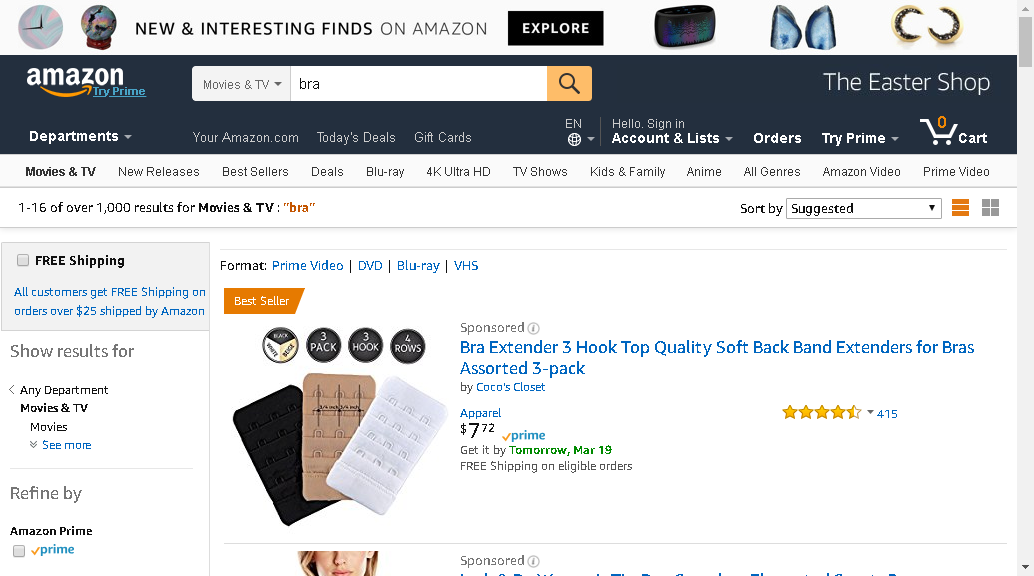 NEW & INTERESTING FINDS ON AMAZON
EXPLORE
amazon
Try Prime
Movies & TV
bra
The Easter Shop
Departments
Your Amazon.com
Today's Deals
Gift Cards
EN
Hello. Sign in
Account & Lists
Orders
Try Prime
0
Cart
Movies & TV
New Releases
Best Sellers
Deals
Blu-ray
4K Ultra HD
TV Shows
Kids & Family
Anime
All Genres
Amazon Video
Prime Video
1-16 of over 1,000 results for Movies & TV : "bra"
Sort by Suggested
FREE Shipping
All customers get FREE Shipping on
orders over $25 shipped by Amazon
Show results for
Any Department
Movies & TV
Movies
See more
Refine by
Amazon Prime
prime
Format: Prime Video | DVD | Blu-ray | VHS
Best Seller
BLACK
WHITE
BEIGE
3
PACK
3
HOOK
4
ROWS
3/4 inch
3/4 inch
Sponsored
Bra Extender 3 Hook Top Quality Soft Back Band Extenders for Bras
Assorted 3-pack
by Coco's Closet
Apparel
$7 72
prime
Get it by Tomorrow, Mar 19
FREE Shipping on eligible orders
415
Sponsored